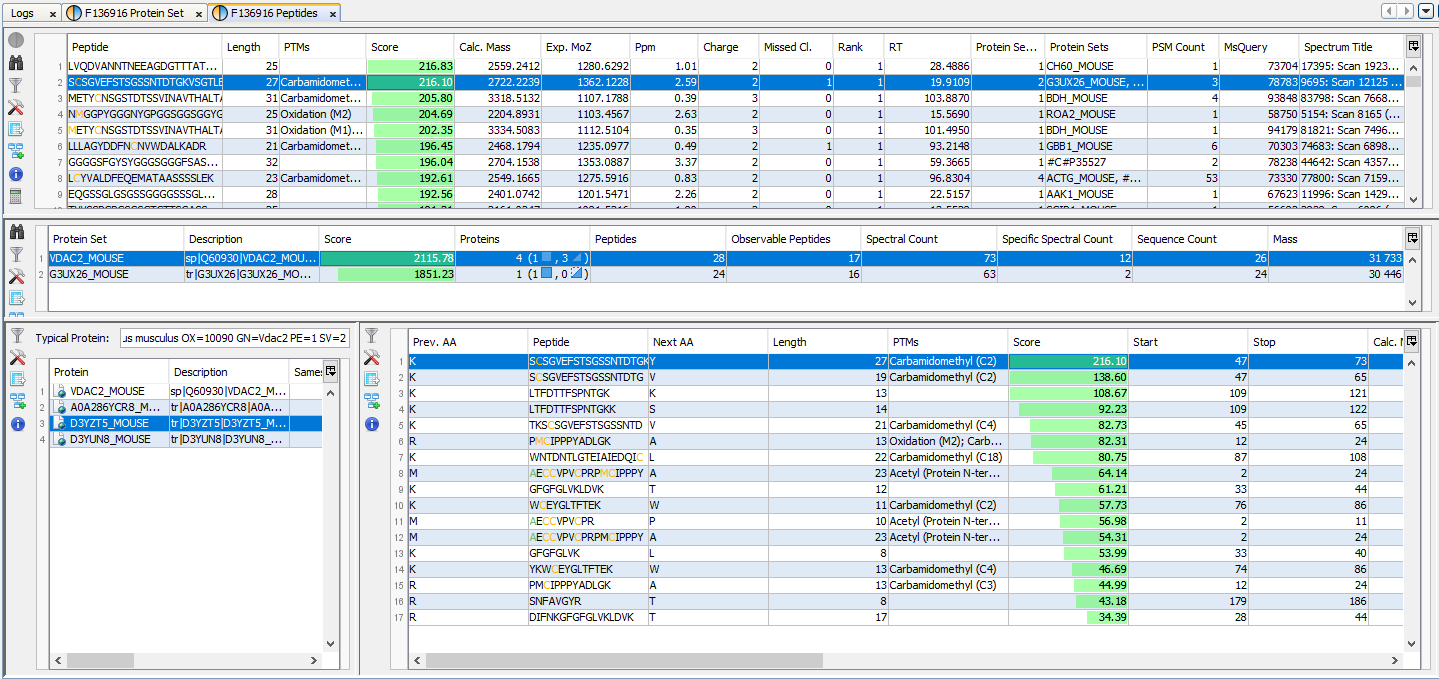 Logs × F136916 Protein Set × F136916 Peptides ×
Peptide Length PTMs Score Calc. Mass Exp. MoZ Ppm Charge Missed Cl. Rank RT Protein Se... Protein Sets PSM Count MsQuery Spectrum Title
1 LVQDVANNTNEEAGDGTTTAT... 25 216.83 2559.2412 1280.6292 1.01 2 0 1 28.4886 1 CH60_MOUSE 1 73704 17395: Scan 1923...
2 SCSGVEFSTSGSSNTDTGKVSGTLE 27 Carbamidomet... 216.10 2722.2239 1362.1228 2.59 2 1 1 19.9109 2 G3UX26_MOUSE, ... 3 78783 9695: Scan 12125 ...
3 METYCNSGSTDTSSVINAVTHALTA 31 Carbamidomet... 205.80 3318.5132 1107.1788 0.39 3 0 1 103.8870 1 BDH_MOUSE 4 93848 83798: Scan 7668...
4 NMGGPYGGGNYGPGGSGGSGGYG 25 Oxidation (M2) 204.69 2204.8931 1103.4567 2.63 2 0 1 15.5690 1 ROA2_MOUSE 1 58750 5154: Scan 8165 (...
5 METYCNSGSTDTSSVINAVTHALTA 31 Oxidation (M1)... 202.35 3334.5083 1112.5104 0.35 3 0 1 101.4950 1 BDH_MOUSE 1 94179 81821: Scan 7496...
6 LLLAGYDDFNCNVWDALKADR 21 Carbamidomet... 196.45 2468.1794 1235.0977 0.49 2 1 1 93.2148 1 GBB1_MOUSE 6 70303 74683: Scan 6898...
7 GGGGSFGYSYGGGSGGGFSAS... 32 196.04 2704.1538 1353.0887 3.37 2 0 1 59.3665 1 #C#P35527 2 78238 44642: Scan 4357...
8 LCYVALDFEQEMATAASSSSLEK 23 Carbamidomet... 192.61 2549.1665 1275.5916 0.83 2 0 1 96.8304 4 ACTG_MOUSE, #... 53 73330 77800: Scan 7159...
9 EQGSSGLGSGSSGGGGSSSGL... 28 192.56 2401.0742 1201.5471 2.26 2 0 1 22.5157 1 AAK1_MOUSE 1 67623 11996: Scan 1429...
Protein Set Description Score Proteins Peptides Observable Peptides Spectral Count Specific Spectral Count Sequence Count Mass
1 VDAC2_MOUSE sp|Q60930|VDAC2_MOU... 2115.78 4 (1 , 3 ) 28 17 73 12 26 31 733
2 G3UX26_MOUSE tr|G3UX26|G3UX26_MO... 1851.23 1 (1 , 0 ) 24 16 63 2 24 30 446
Typical Protein: us musculus OX=10090 GN=Vdac2 PE=1 SV=2
Protein Description Same
1 VDAC2_MOUSE sp|Q60930|VDAC2_M...
2 A0A286YCR8_M... tr|A0A286YCR8|A0A...
3 D3YZT5_MOUSE tr|D3YZT5|D3YZT5_M...
4 D3YUN8_MOUSE tr|D3YUN8|D3YUN8_...
Prev. AA Peptide Next AA Length PTMs Score Start Stop Calc. M
1 K SCSGVEFSTSGSSNTDTGK Y 27 Carbamidomethyl (C2) 216.10 47 73
2 K SCSGVEFSTSGSSNTDTG V 19 Carbamidomethyl (C2) 138.60 47 65
3 K LTFDTTFSPNTGK K 13 108.67 109 121
4 K LTFDTTFSPNTGKK S 14 92.23 109 122
5 K TKSCSGVEFSTSGSSNTD V 21 Carbamidomethyl (C4) 82.73 45 65
6 R PMCIPPPYADLGK A 13 Oxidation (M2); Carb... 82.31 12 24
7 K WNTDNTLGTEIAIEDQIC L 22 Carbamidomethyl (C18) 80.75 87 108
8 M AECCVPVCPRPMCIPPPY A 23 Acetyl (Protein N-ter... 64.14 2 24
9 K GFGFGLVKLDVK T 12 61.21 33 44
10 K WCEYGLTFTEK W 11 Carbamidomethyl (C2) 57.73 76 86
11 M AECCVPVCPR P 10 Acetyl (Protein N-ter... 56.98 2 11
12 M AECCVPVCPRPMCIPPPY A 23 Acetyl (Protein N-ter... 54.31 2 24
13 K GFGFGLVK L 8 53.99 33 40
14 K YKWCEYGLTFTEK W 13 Carbamidomethyl (C4) 46.69 74 86
15 R PMCIPPPYADLGK A 13 Carbamidomethyl (C3) 44.99 12 24
16 R SNFAVGYR T 8 43.18 179 186
17 R DIFNKGFGFGLVKLDVK T 17 34.39 28 44